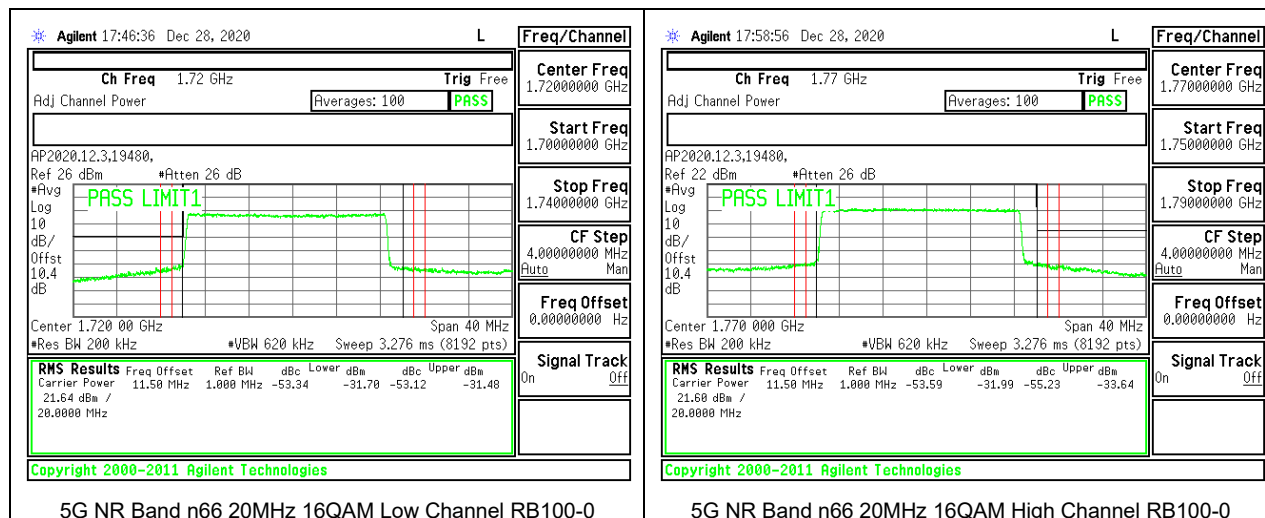 Agilent 17:46:36 Dec 28, 2020 L Freq/Channel
Ch Freq 1.72 GHz Trig Free
Adj Channel Power Averages: 100 PASS
AP2020.12.3,19480,
Ref 26 dBm #Atten 26 dB
#Avg
Log
10
dB/
Offst
10.4
dB
PASS LIMIT1
Center 1.720 00 GHz Span 40 MHz
#Res BW 200 kHz #VBW 620 kHz Sweep 3.276 ms (8192 pts)
RMS Results Freq Offset Ref BW dBc Lower dBm dBc Upper dBm
Carrier Power 11.50 MHz 1.000 MHz -53.34 -31.70 -53.12 -31.48
21.64 dBm /
20.0000 MHz
Copyright 2000-2011 Agilent Technologies
Center Freq
1.72000000 GHz
Start Freq
1.70000000 GHz
Stop Freq
1.74000000 GHz
CF Step
4.00000000 MHz
Auto Man
Freq Offset
0.00000000 Hz
Signal Track
On Off
5G NR Band n66 20MHz 16QAM Low Channel RB100-0
Agilent 17:58:56 Dec 28, 2020 L Freq/Channel
Ch Freq 1.77 GHz Trig Free
Adj Channel Power Averages: 100 PASS
AP2020.12.3,19480,
Ref 22 dBm #Atten 26 dB
#Avg
Log
10
dB/
Offst
10.4
dB
PASS LIMIT1
Center 1.770 000 GHz Span 40 MHz
#Res BW 200 kHz #VBW 620 kHz Sweep 3.276 ms (8192 pts)
RMS Results Freq Offset Ref BW dBc Lower dBm dBc Upper dBm
Carrier Power 11.50 MHz 1.000 MHz -53.59 -31.99 -55.23 -33.64
21.60 dBm /
20.0000 MHz
Copyright 2000-2011 Agilent Technologies
Center Freq
1.77000000 GHz
Start Freq
1.75000000 GHz
Stop Freq
1.79000000 GHz
CF Step
4.00000000 MHz
Auto Man
Freq Offset
0.00000000 Hz
Signal Track
On Off
5G NR Band n66 20MHz 16QAM High Channel RB100-0